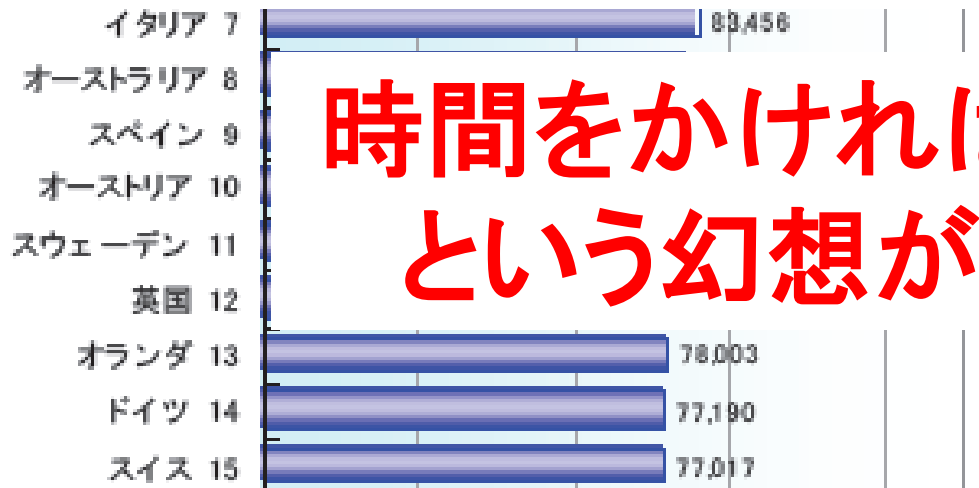 イタリア 7 83,456
オーストラリア 8
スペイン 9
オーストリア 10
スウェーデン 11
英国 12
時間をかければ
という幻想が
オランダ 13 78,003
ドイツ 14 77,190
スイス 15 77,017